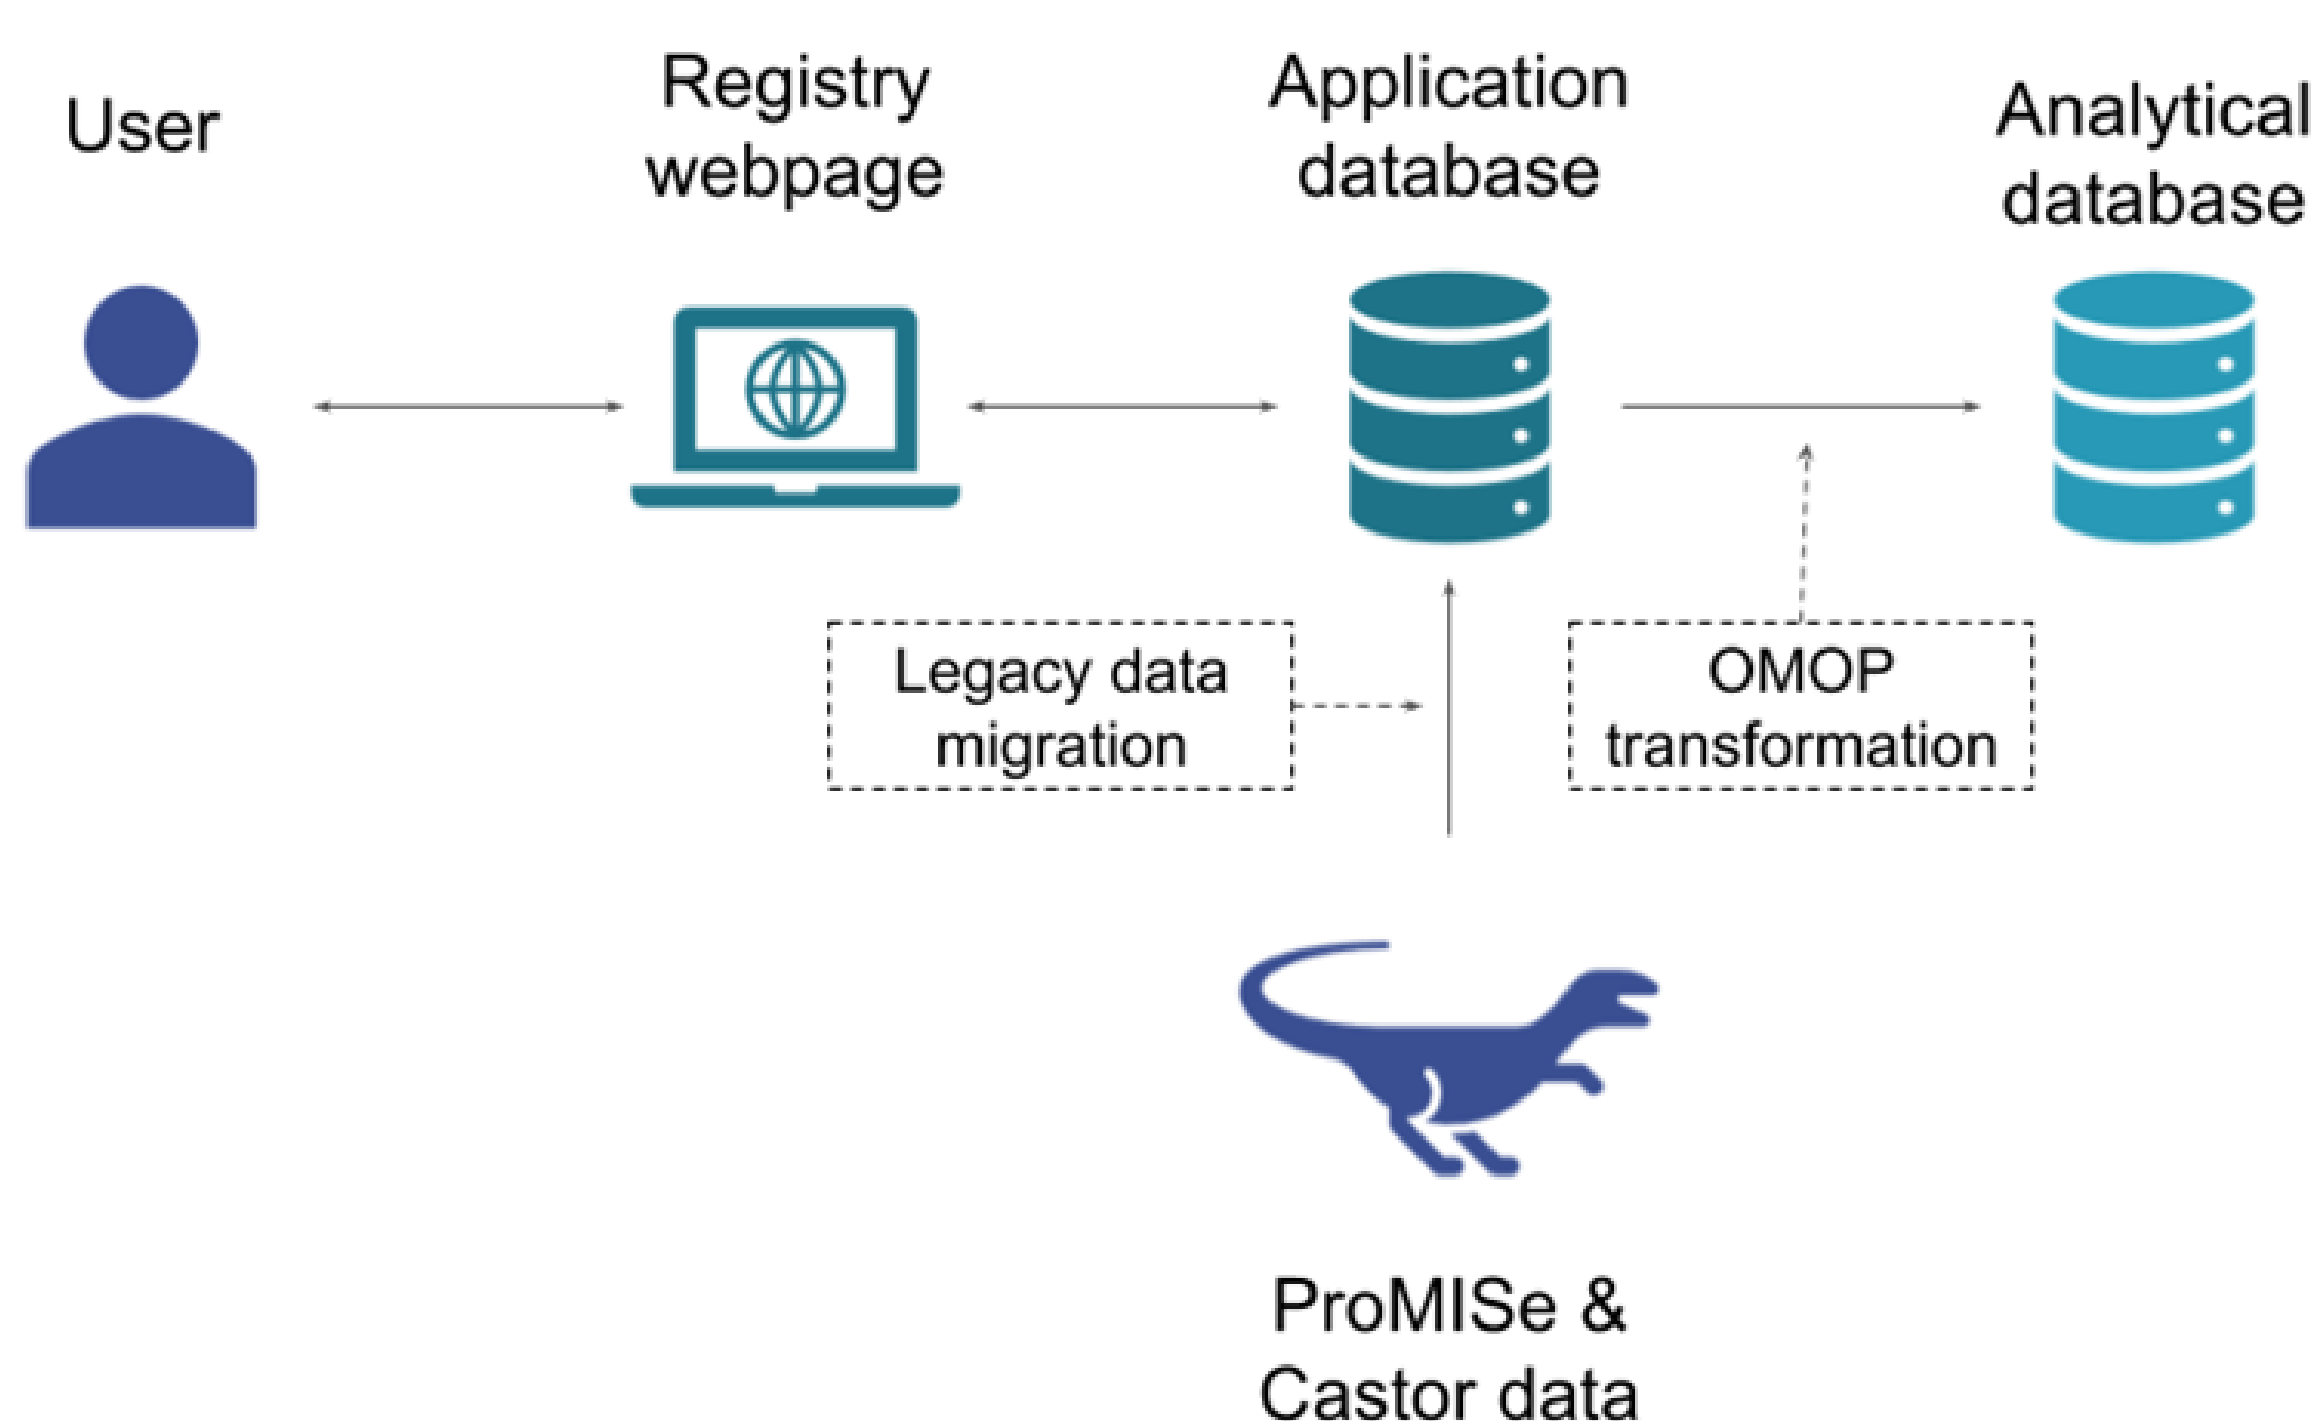 User
Registry
webpage
Application
database
Analytical
database
Legacy data
migration
OMOP
transformation
ProMISe &
Castor data